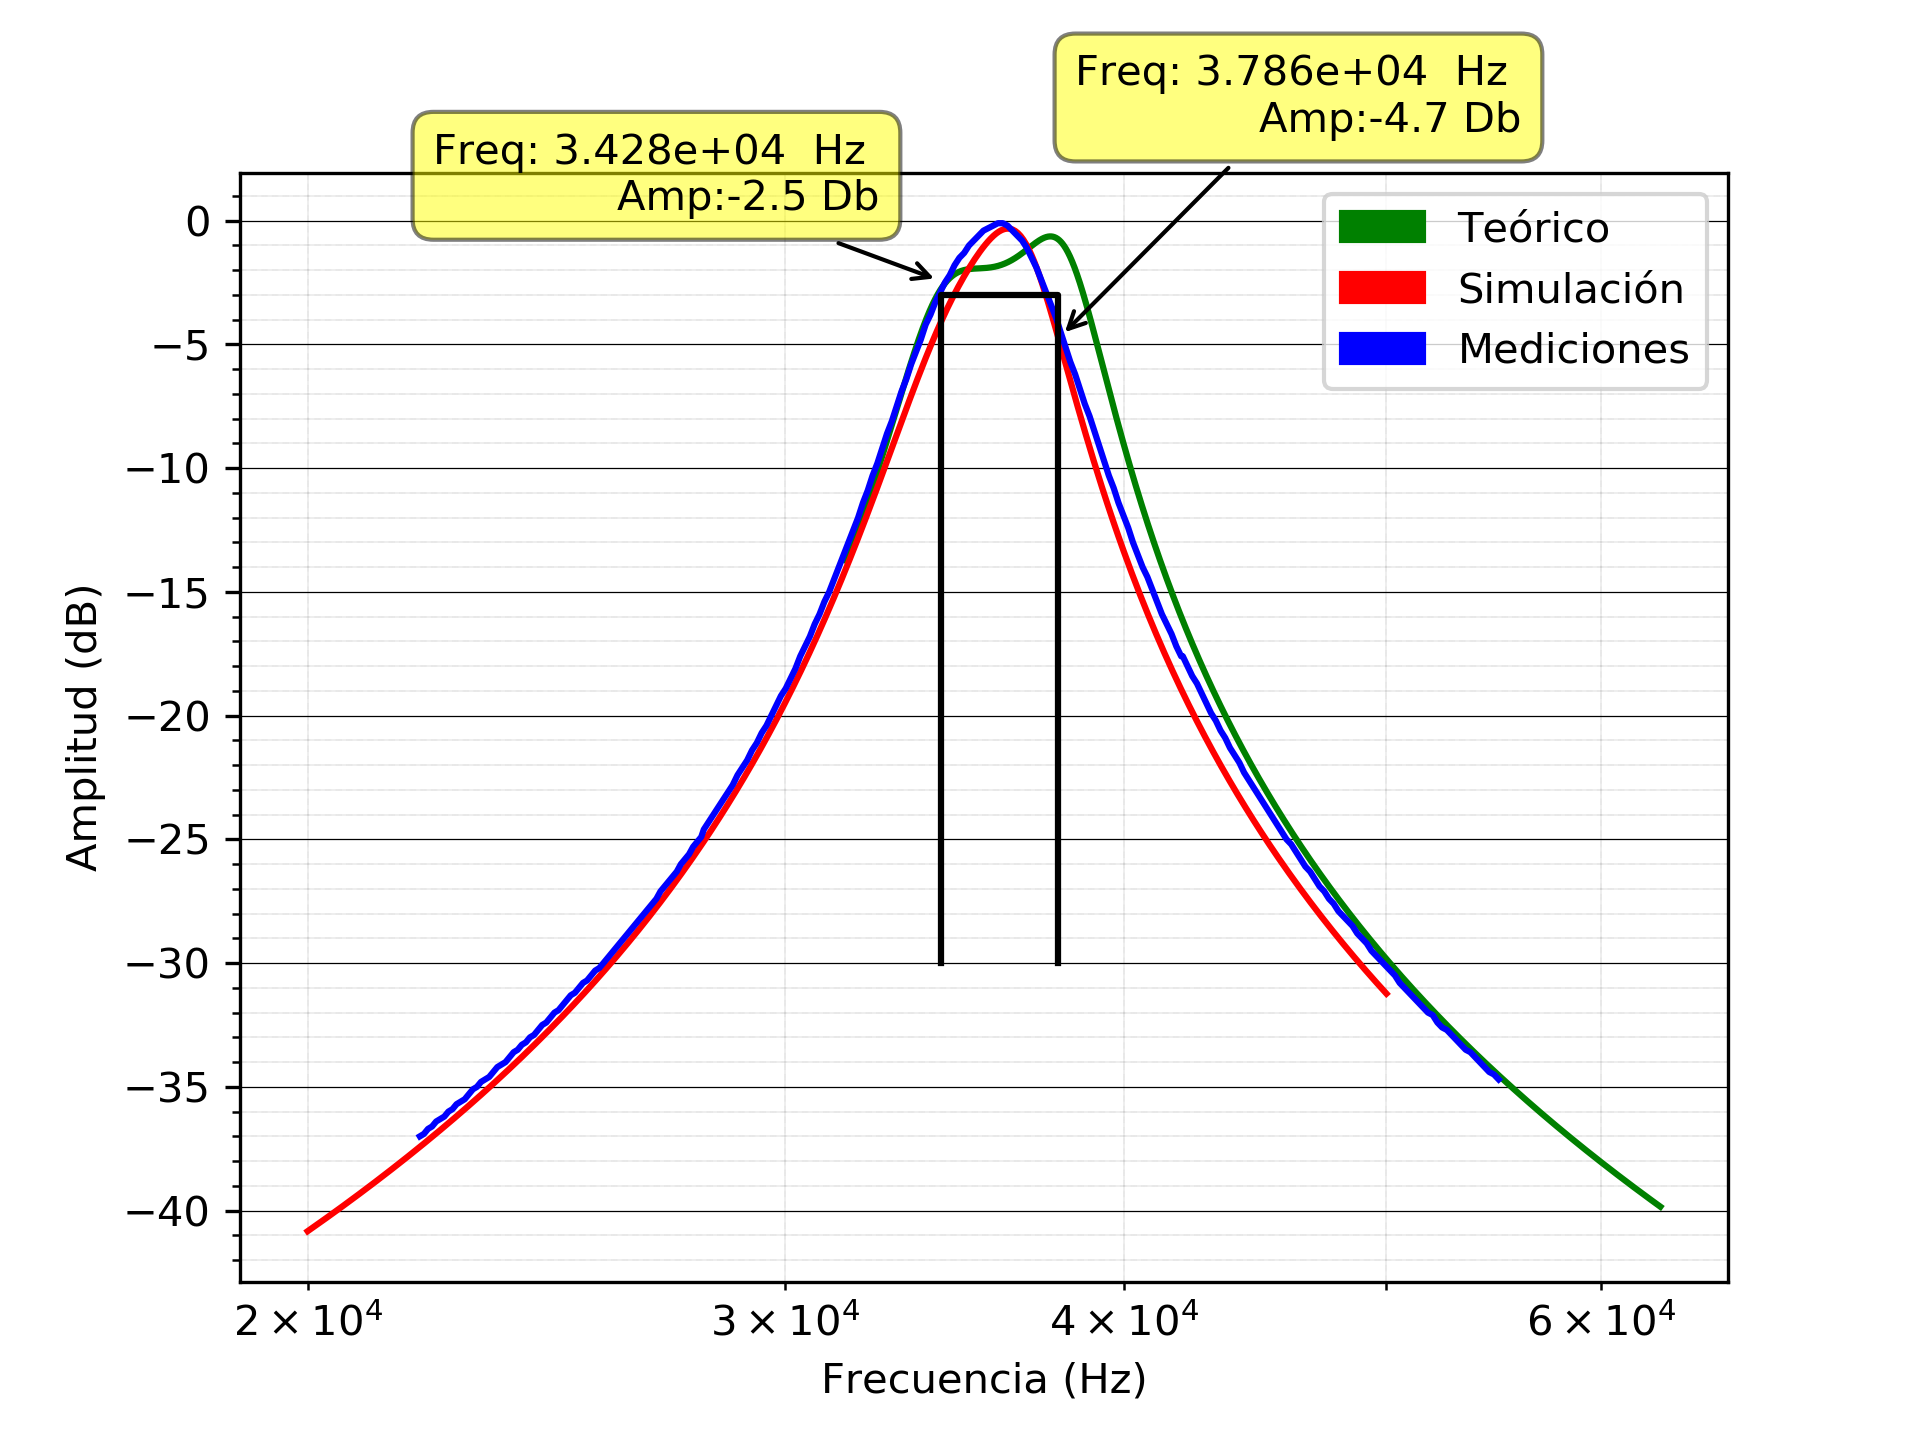 Freq: 3.786e+04  Hz
Amp:-4.7 Db
Freq: 3.428e+04  Hz
Amp:-2.5 Db
Teórico
Simulación
Mediciones
0
−5
−10
−15
−20
−25
−30
−35
−40
Amplitud (dB)
2 × 10⁴
3 × 10⁴
4 × 10⁴
6 × 10⁴
Frecuencia (Hz)